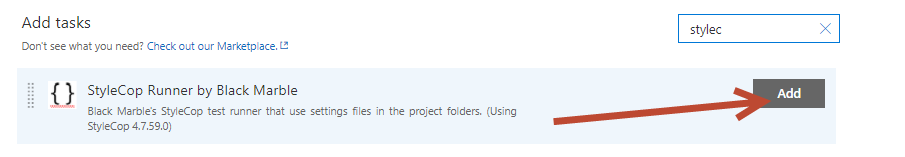 Add tasks
stylec
Don't see what you need? Check out our Marketplace.
{ }
StyleCop Runner by Black Marble
Add
Black Marble's StyleCop test runner that use settings files in the project folders. (Using
StyleCop 4.7.59.0)